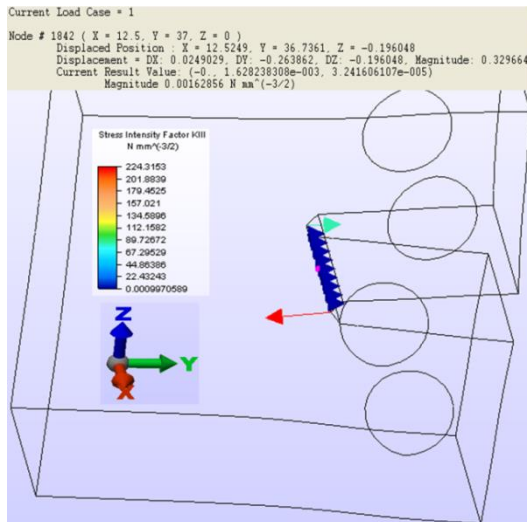 Current Load Case = 1
Node # 1842 ( X = 12.5, Y = 37, Z = 0 )
Displaced Position : X = 12.5249, Y = 36.7361, Z = -0.196048
Displacement = DX: 0.0249029, DY: -0.263862, DZ: -0.196048, Magnitude: 0.329664
Current Result Value: (-0., 1.628238308e-003, 3.241606107e-005)
Magnitude 0.00162856 N mm^(-3/2)
Stress Intensity Factor KIII
N mm^(-3/2)
224.3153
201.8839
179.4525
157.021
134.5896
112.1582
89.72672
67.29529
44.86386
22.43243
0.0009970589
Z
Y
X